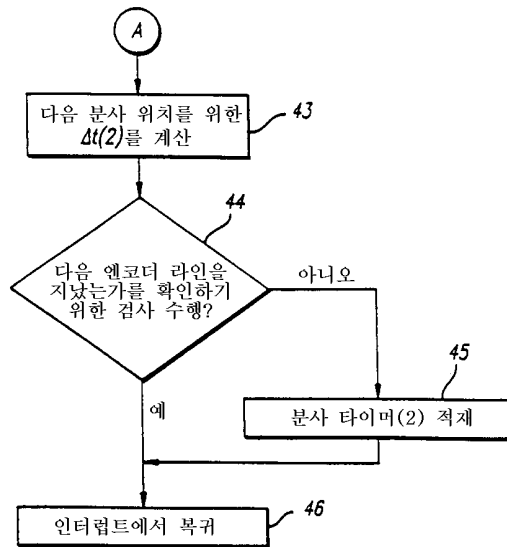 A
다음 분사 위치를 위한
Δt(2)를 계산
43
44
다음 엔코더 라인을
지났는가를 확인하기
위한 검사 수행?
아니오
예
45
분사 타이머(2) 적재
46
인터럽트에서 복귀